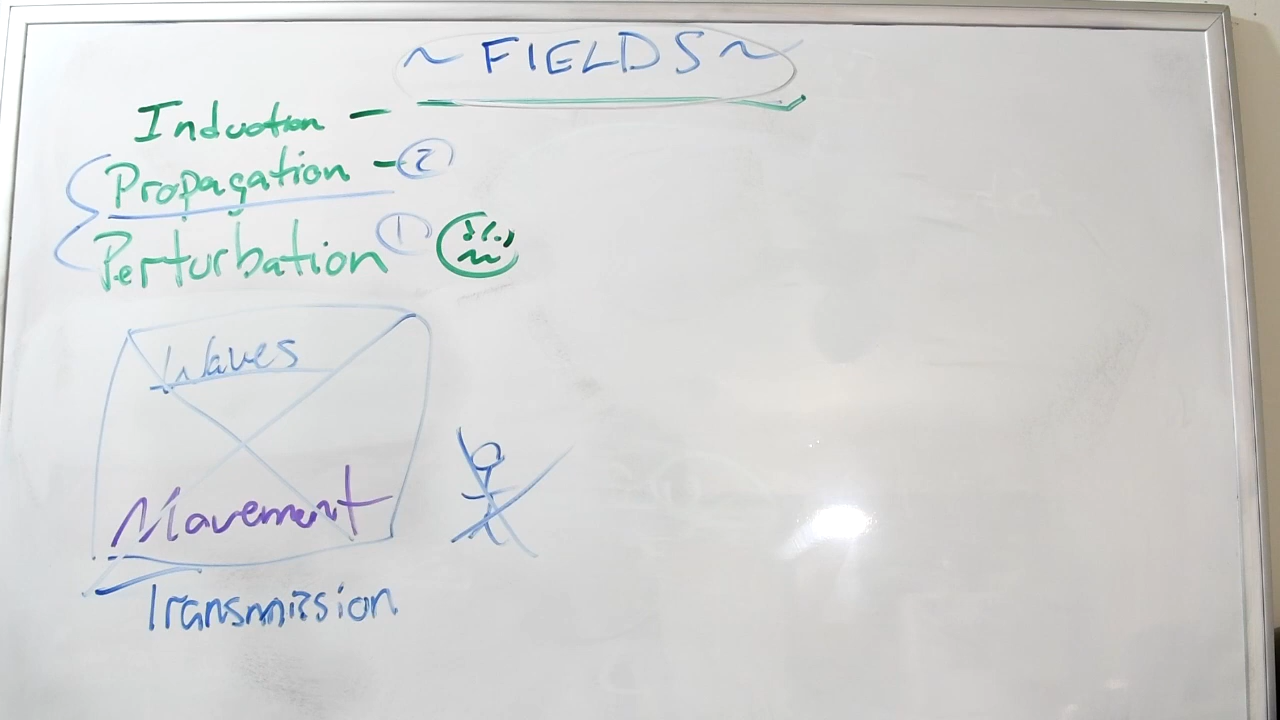 ~ FIELDS ~
Induction -
Propagation - 2
Perturbation 1
Waves
Movement
Transmission